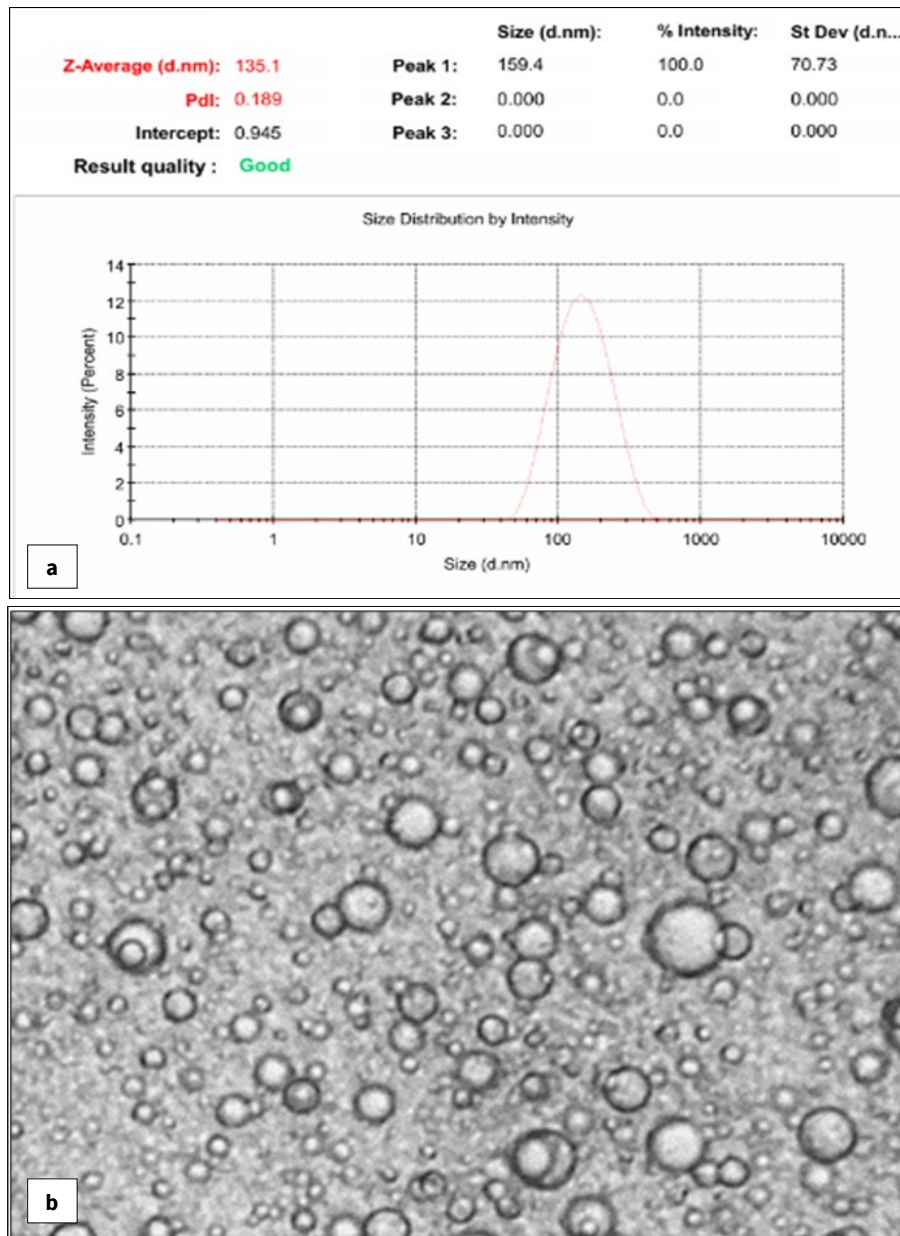 Size (d.nm): % Intensity: St Dev (d.n...
Z-Average (d.nm): 135.1 Peak 1: 159.4 100.0 70.73
PdI: 0.189 Peak 2: 0.000 0.0 0.000
Intercept: 0.945 Peak 3: 0.000 0.0 0.000
Result quality : Good
Size Distribution by Intensity
14
12
10
8
6
4
2
0
Intensity (Percent)
0.1 1 10 100 1000 10000
Size (d.nm)
a
b